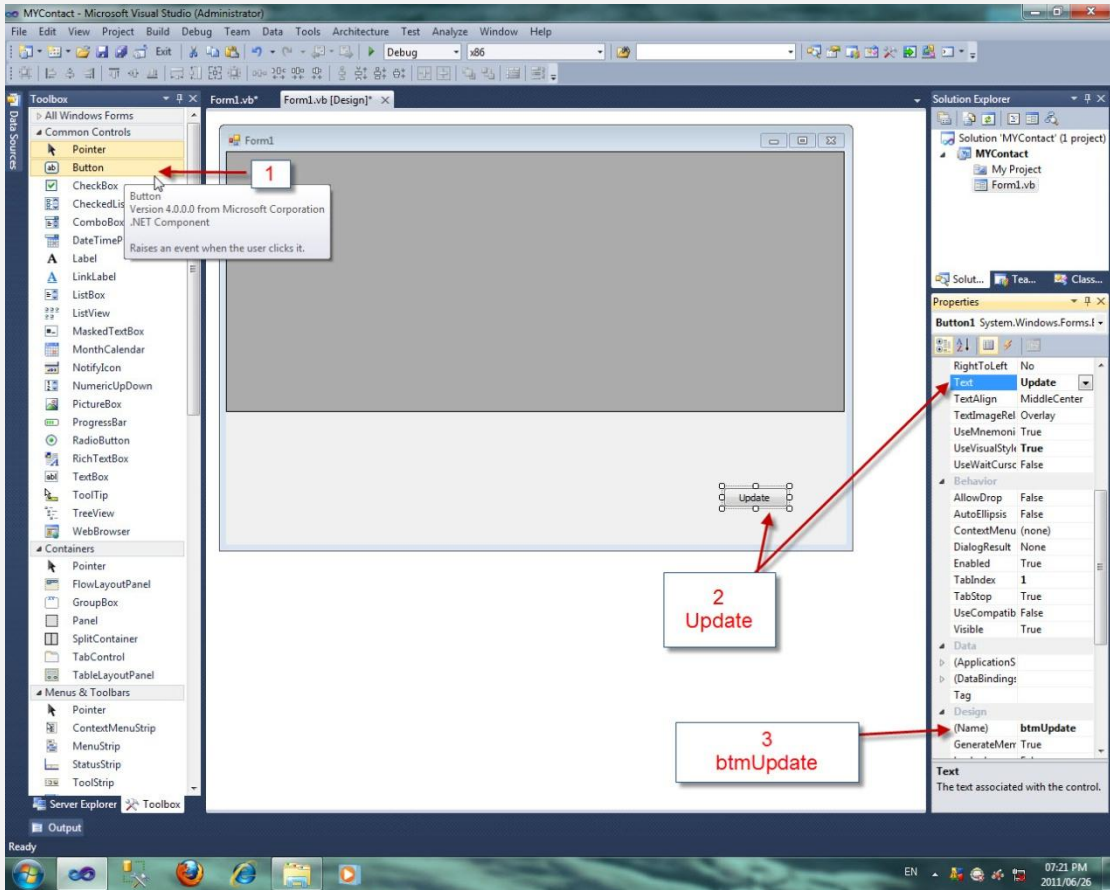 MYContact - Microsoft Visual Studio (Administrator)
File Edit View Project Build Debug Team Data Tools Architecture Test Analyze Window Help
Exit Debug x86
Data Sources
Toolbox
All Windows Forms
Common Controls
Pointer
Button
CheckBox
CheckedLis
ComboBox
DateTimeP
Label
LinkLabel
ListBox
ListView
MaskedTextBox
MonthCalendar
NotifyIcon
NumericUpDown
PictureBox
ProgressBar
RadioButton
RichTextBox
TextBox
ToolTip
TreeView
WebBrowser
Containers
Pointer
FlowLayoutPanel
GroupBox
Panel
SplitContainer
TabControl
TableLayoutPanel
Menus & Toolbars
Pointer
ContextMenuStrip
MenuStrip
StatusStrip
ToolStrip
Server Explorer Toolbox
Output
Ready
Button
Version 4.0.0.0 from Microsoft Corporation
.NET Component
Raises an event when the user clicks it.
Form1.vb* Form1.vb [Design]*
Form1
1
Update
2
Update
3
btmUpdate
Solution Explorer
Solution 'MYContact' (1 project)
MYContact
My Project
Form1.vb
Solut... Tea... Class...
Properties
Button1 System.Windows.Forms.
RightToLeft No
Text Update
TextAlign MiddleCenter
TextImageRel Overlay
UseMnemoni True
UseVisualStyle True
UseWaitCurso False
Behavior
AllowDrop False
AutoEllipsis False
ContextMenu (none)
DialogResult None
Enabled True
TabIndex 1
TabStop True
UseCompatib False
Visible True
Data
(ApplicationS
(DataBindings
Tag
Design
(Name) btmUpdate
GenerateMem True
Text
The text associated with the control.
EN
07:21 PM
2011/06/26